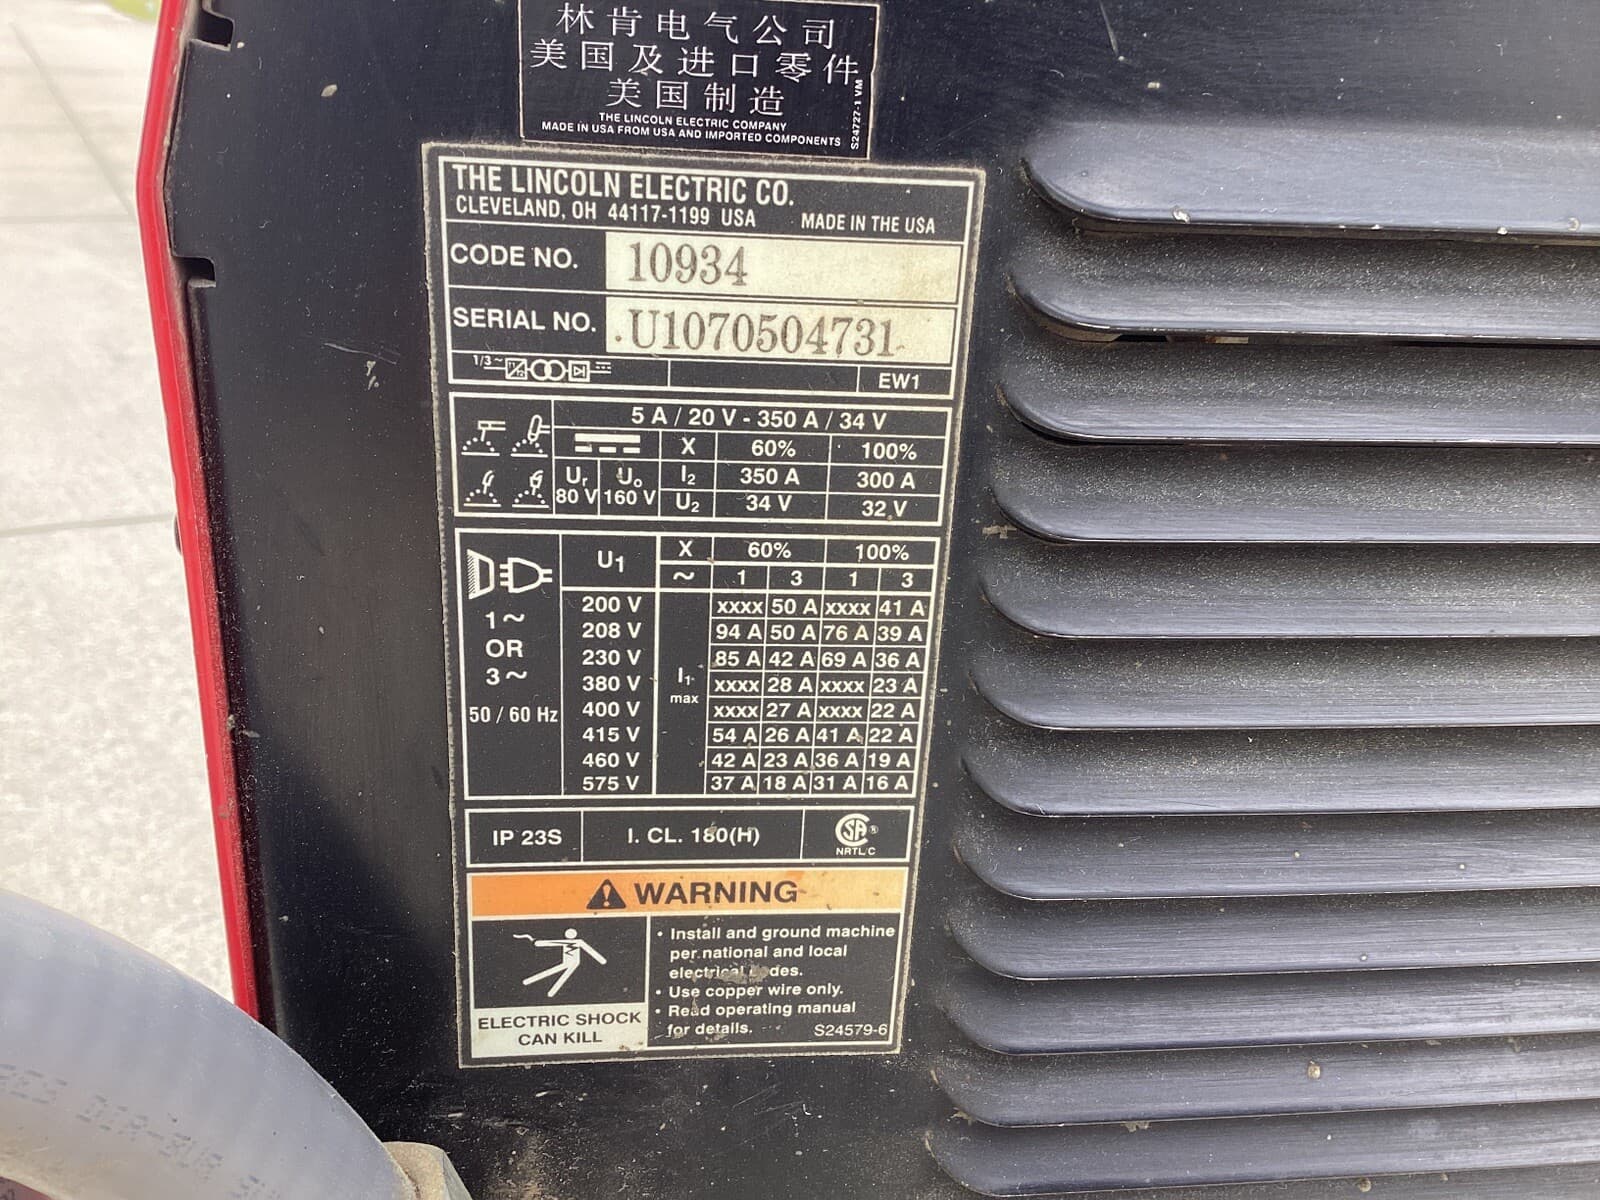 林肯电气公司
美国及进口零件
美国制造
THE LINCOLN ELECTRIC COMPANY
MADE IN USA FROM USA AND IMPORTED COMPONENTS
S24727-1 VM
THE LINCOLN ELECTRIC CO.
CLEVELAND, OH 44117-1199 USA MADE IN THE USA
CODE NO. 10934
SERIAL NO. U1070504731
1/3~ EW1
5 A / 20 V - 350 A / 34 V
X 60% 100%
Ur U0 I2 350 A 300 A
80 V 160 V U2 34 V 32 V
U1 X 60% 100%
~ 1 3 1 3
1~ OR 3~
50 / 60 Hz
I1 max
200 V xxxx 50 A xxxx 41 A
208 V 94 A 50 A 76 A 39 A
230 V 85 A 42 A 69 A 36 A
380 V xxxx 28 A xxxx 23 A
400 V xxxx 27 A xxxx 22 A
415 V 54 A 26 A 41 A 22 A
460 V 42 A 23 A 36 A 19 A
575 V 37 A 18 A 31 A 16 A
IP 23S I. CL. 180(H) SA ® NRTL/C
WARNING
ELECTRIC SHOCK
CAN KILL
• Install and ground machine
per national and local
electrical codes.
• Use copper wire only.
• Read operating manual
for details. S24579-6